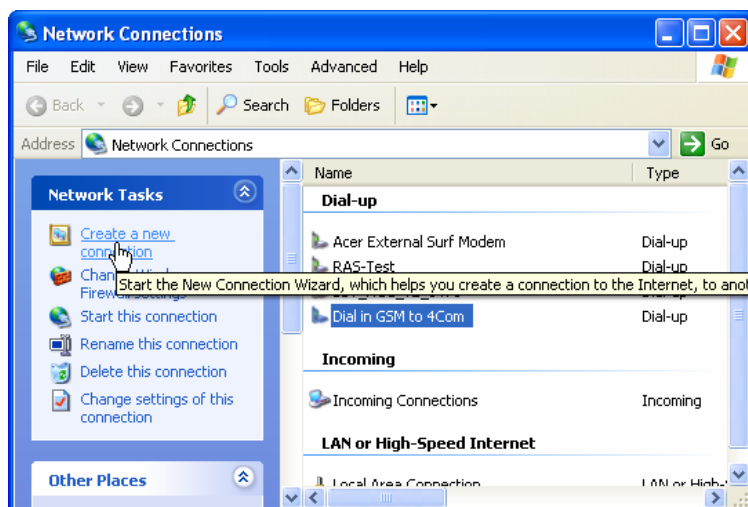 Network Connections
File Edit View Favorites Tools Advanced Help
Back Search Folders
Address Network Connections Go
Name Type
Network Tasks
Dial-up
Create a new
connection
Acer External Surf Modem Dial-up
RAS-Test Dial-up
Start the New Connection Wizard, which helps you create a connection to the Internet, to anot
Firewall settings
Start this connection
Dial in GSM to 4Com Dial-up
Rename this connection
Delete this connection
Change settings of this
connection
Incoming
Incoming Connections Incoming
LAN or High-Speed Internet
Other Places
Local Area Connection LAN or High-